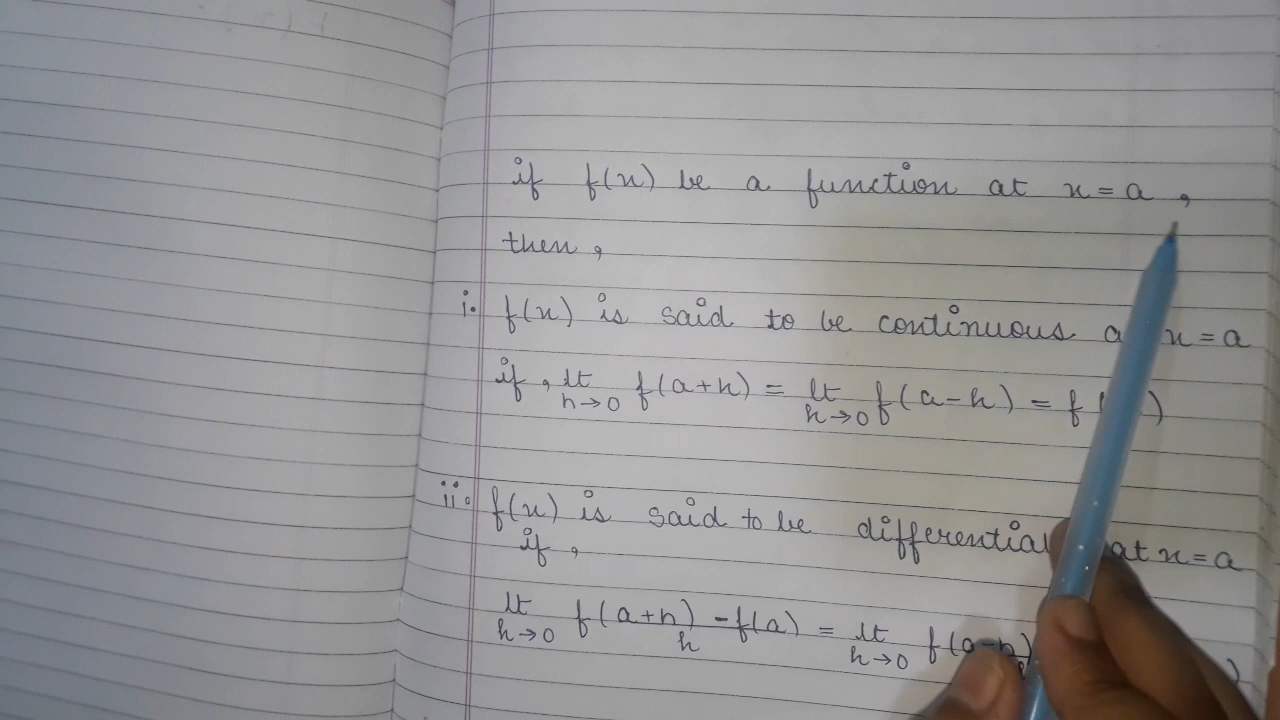 if f(x) be a function at x = a ,
then ,
i. f(x) is said to be continuous a x = a
if , lt f(a+h) = lt f(a-h) = f( )
h→0 h→0
ii. f(x) is said to be differential at x = a
if ,
lt f(a+h) - f(a) = lt f(a-h)
h→0 h h→0